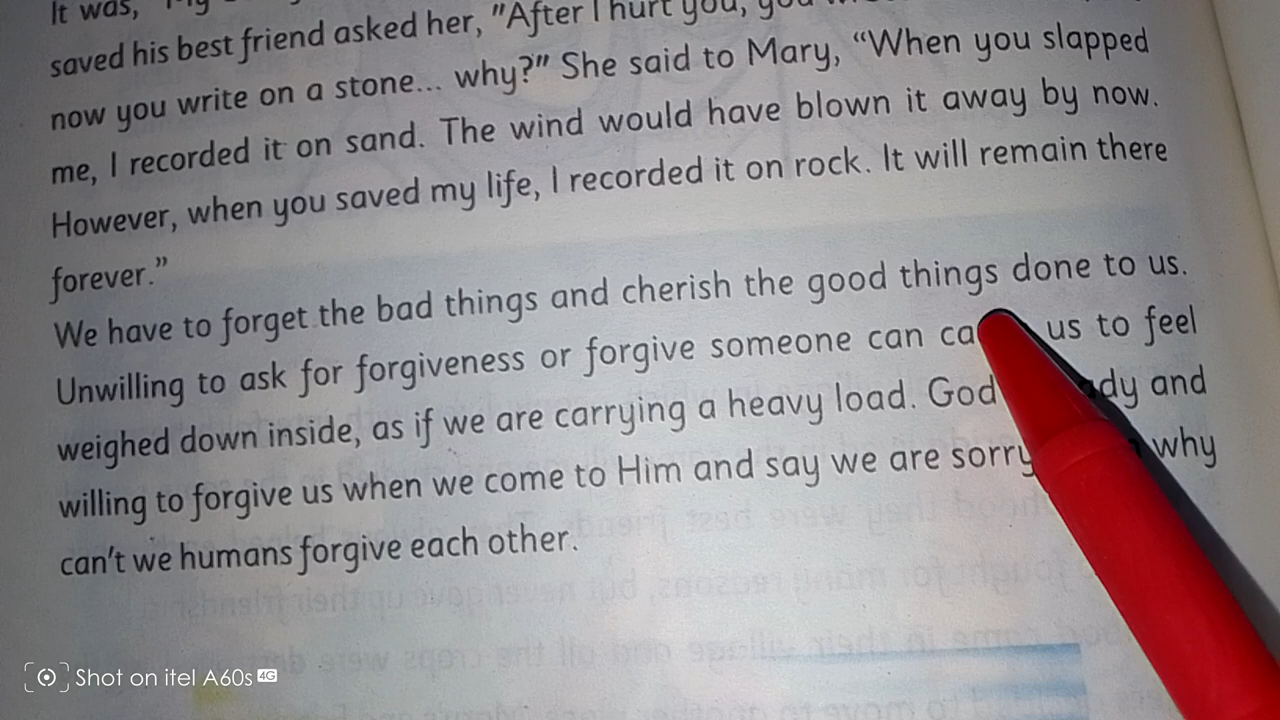 It was, "My
saved his best friend asked her, "After I hurt you, you
now you write on a stone... why?" She said to Mary, “When you slapped
me, I recorded it on sand. The wind would have blown it away by now.
However, when you saved my life, I recorded it on rock. It will remain there
forever.”
We have to forget the bad things and cherish the good things done to us.
Unwilling to ask for forgiveness or forgive someone can us to feel
weighed down inside, as if we are carrying a heavy load. God and
willing to forgive us when we come to Him and say we are sorry why
can't we humans forgive each other.
Shot on itel A60s 4G